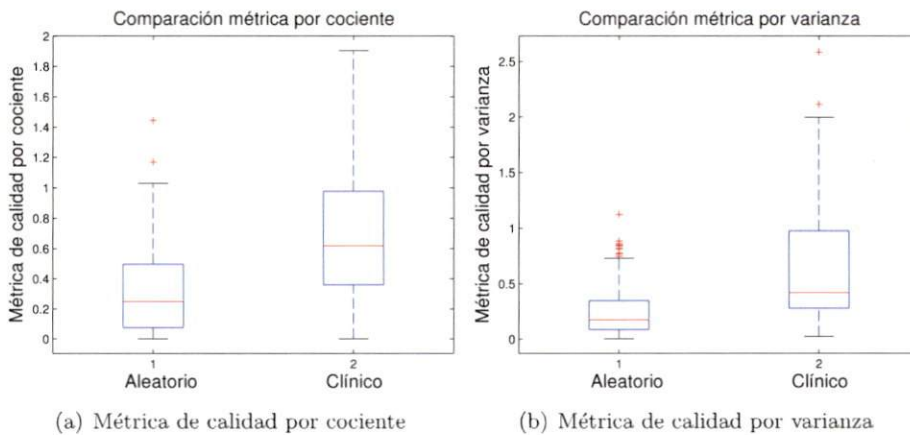 Comparación métrica por cociente
Métrica de calidad por cociente
2
1.8
1.6
1.4
1.2
1
0.8
0.6
0.4
0.2
0
1
2
Aleatorio
Clínico
(a) Métrica de calidad por cociente
Comparación métrica por varianza
Métrica de calidad por varianza
2.5
2
1.5
1
0.5
0
1
2
Aleatorio
Clínico
(b) Métrica de calidad por varianza